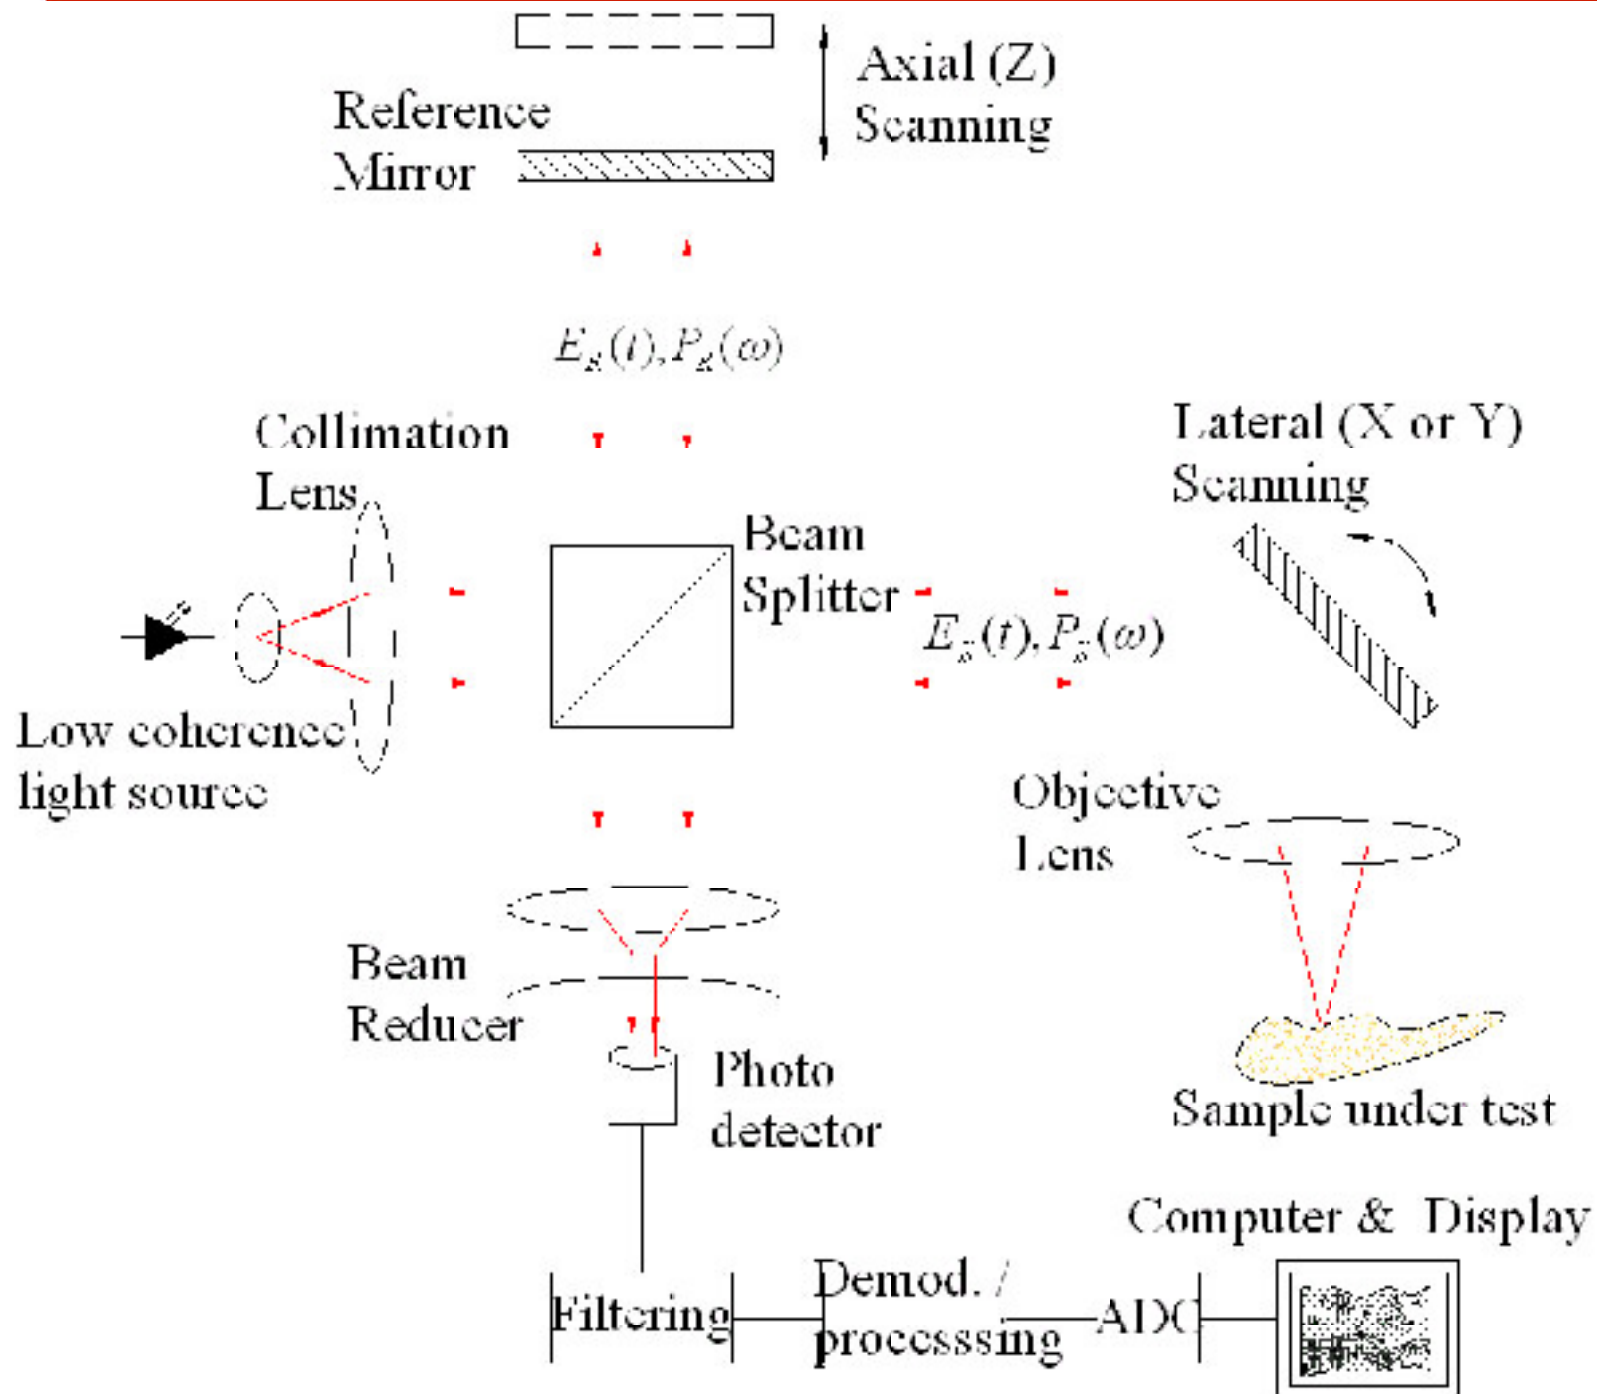 Axial (Z)
Scanning
Reference
Mirror
E_R(t), P_R(ω)
Collimation
Lens
Lateral (X or Y)
Scanning
Beam
Splitter
E_S(t), P_S(ω)
Low coherence
light source
Objective
Lens
Beam
Reducer
Photo
detector
Sample under test
Computer & Display
Filtering
Demod. /
processsing
ADC